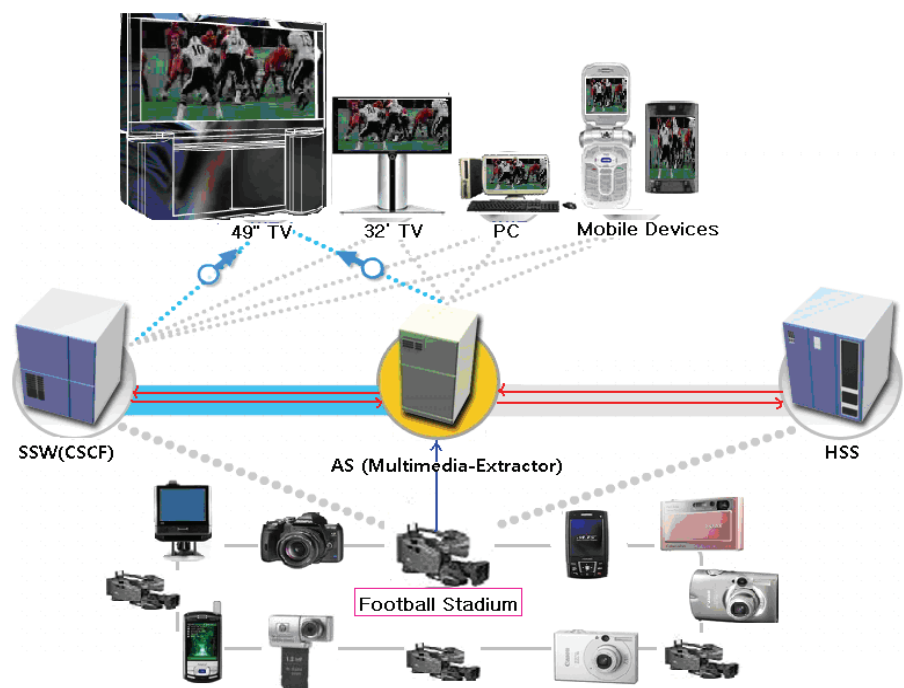 49" TV
32' TV
PC
Mobile Devices
SSW(CSCF)
AS (Multimedia-Extractor)
HSS
Football Stadium